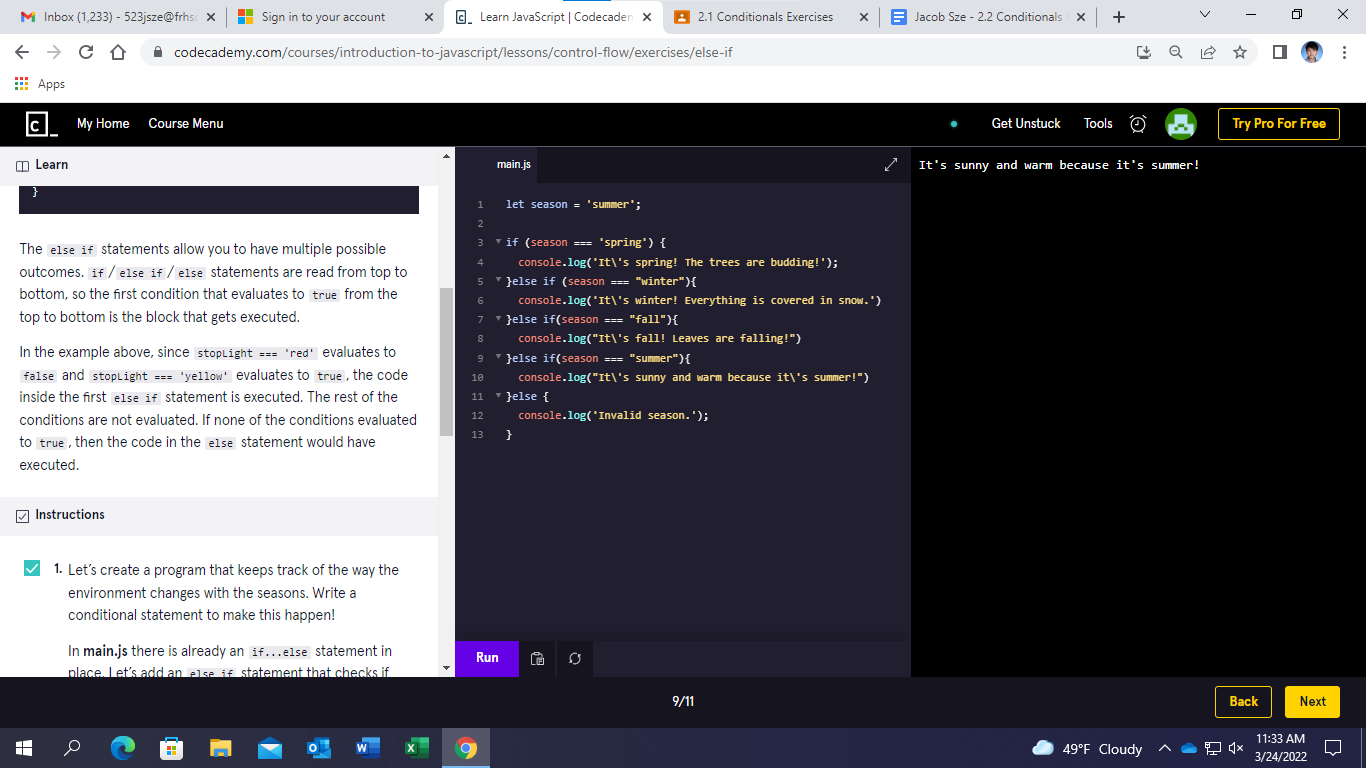 Inbox (1,233) - 523jsze@frhs
Sign in to your account
Learn JavaScript | Codecaden
2.1 Conditionals Exercises
Jacob Sze - 2.2 Conditionals
codecademy.com/courses/introduction-to-javascript/lessons/control-flow/exercises/else-if
Apps
My Home
Course Menu
Get Unstuck
Tools
Try Pro For Free
Learn
}
The else if statements allow you to have multiple possible
outcomes. if / else if / else statements are read from top to
bottom, so the first condition that evaluates to true from the
top to bottom is the block that gets executed.
In the example above, since stopLight === 'red' evaluates to
false and stopLight === 'yellow' evaluates to true , the code
inside the first else if statement is executed. The rest of the
conditions are not evaluated. If none of the conditions evaluated
to true , then the code in the else statement would have
executed.
Instructions
1. Let's create a program that keeps track of the way the
environment changes with the seasons. Write a
conditional statement to make this happen!
In main.js there is already an if...else statement in
place. Let's add an else if statement that checks if
main.js
1 let season = 'summer';
2
3 if (season === 'spring') {
4 console.log('It\'s spring! The trees are budding!');
5 }else if (season === "winter"){
6 console.log('It\'s winter! Everything is covered in snow.')
7 }else if(season === "fall"){
8 console.log("It\'s fall! Leaves are falling!")
9 }else if(season === "summer"){
10 console.log("It\'s sunny and warm because it\'s summer!")
11 }else {
12 console.log('Invalid season.');
13 }
It's sunny and warm because it's summer!
Run
9/11
Back
Next
49°F Cloudy
11:33 AM
3/24/2022